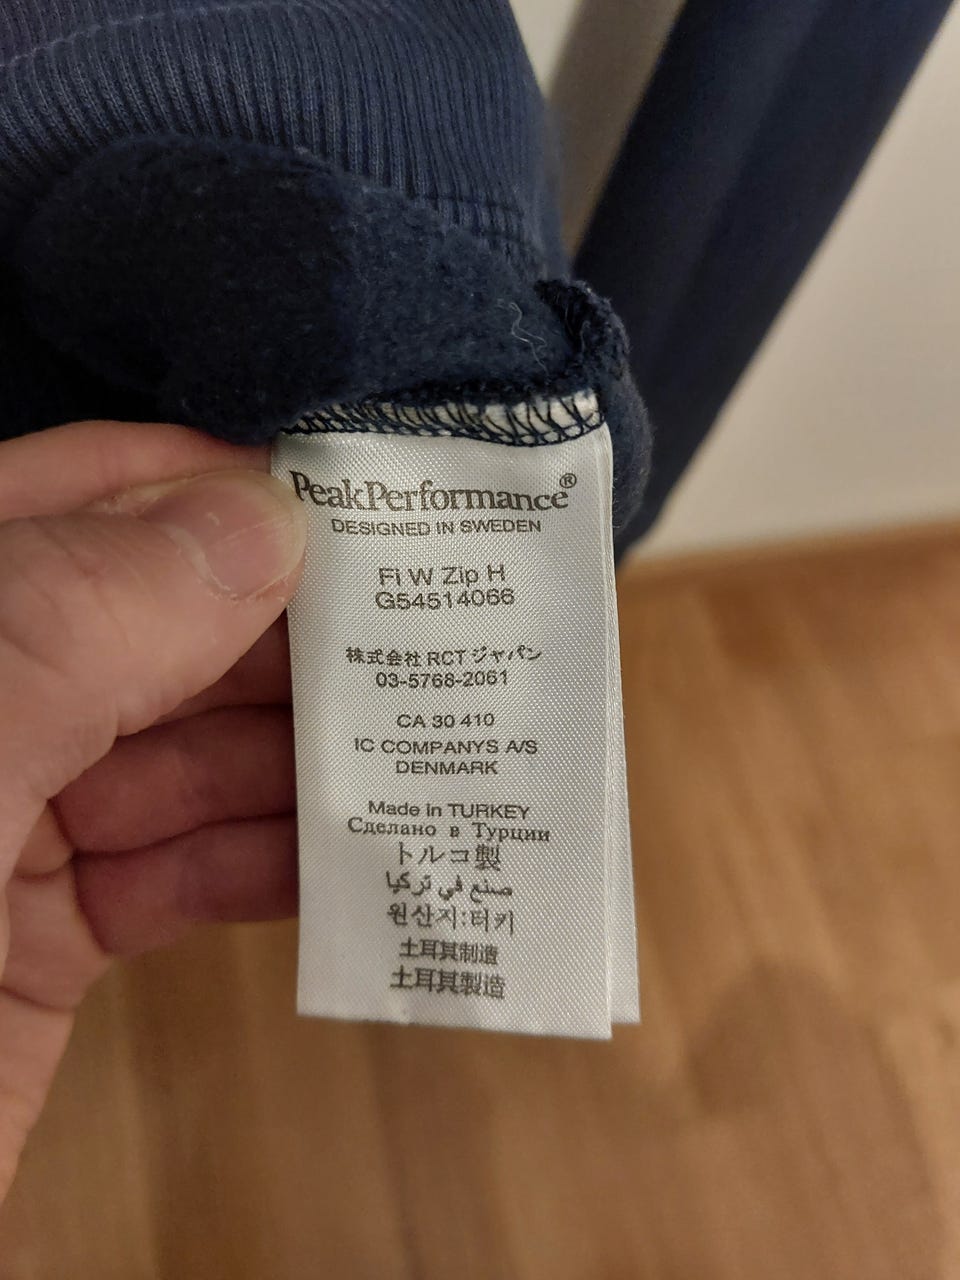 PeakPerformance®
DESIGNED IN SWEDEN
Fi W Zip H
G54514066
株式会社 RCT ジャパン
03-5768-2061
CA 30 410
IC COMPANYS A/S
DENMARK
Made in TURKEY
Сделано в Турции
トルコ製
صنع في تركيا
원산지:터키
土耳其制造
土耳其製造